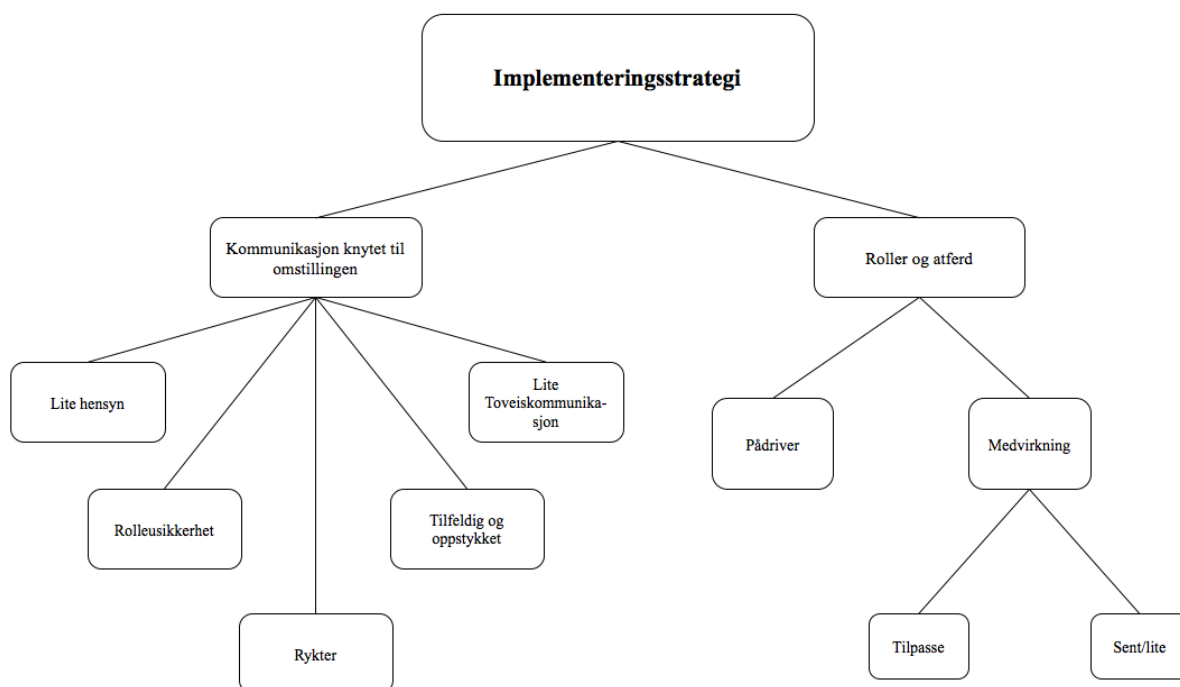 Implementeringsstrategi
Kommunikasjon knytet til
omstillingen
Roller og atferd
Lite hensyn
Lite
Toveiskommunika-
sjon
Pådriver
Medvirkning
Rolleusikkerhet
Tilfeldig og
oppstykket
Rykter
Tilpasse
Sent/lite